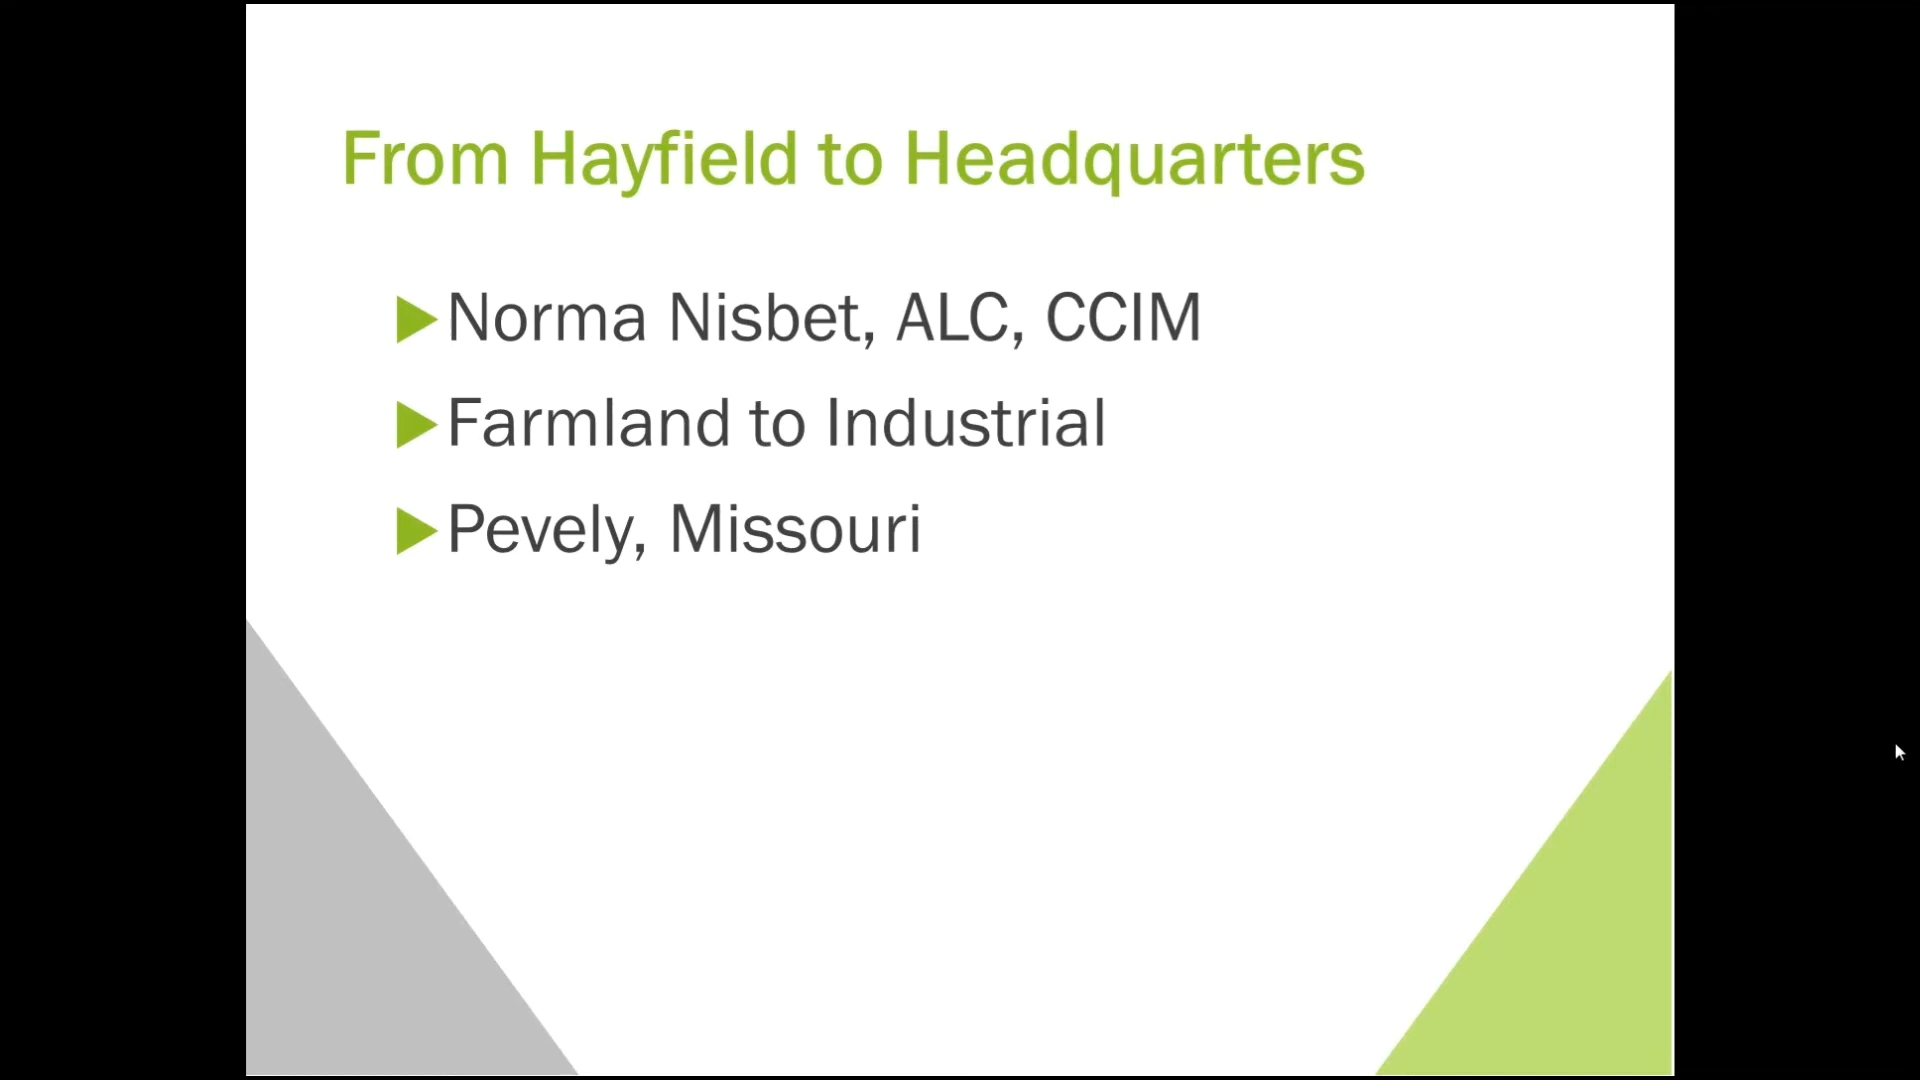 From Hayfield to Headquarters
Norma Nisbet, ALC, CCIM
Farmland to Industrial
Pevely, Missouri